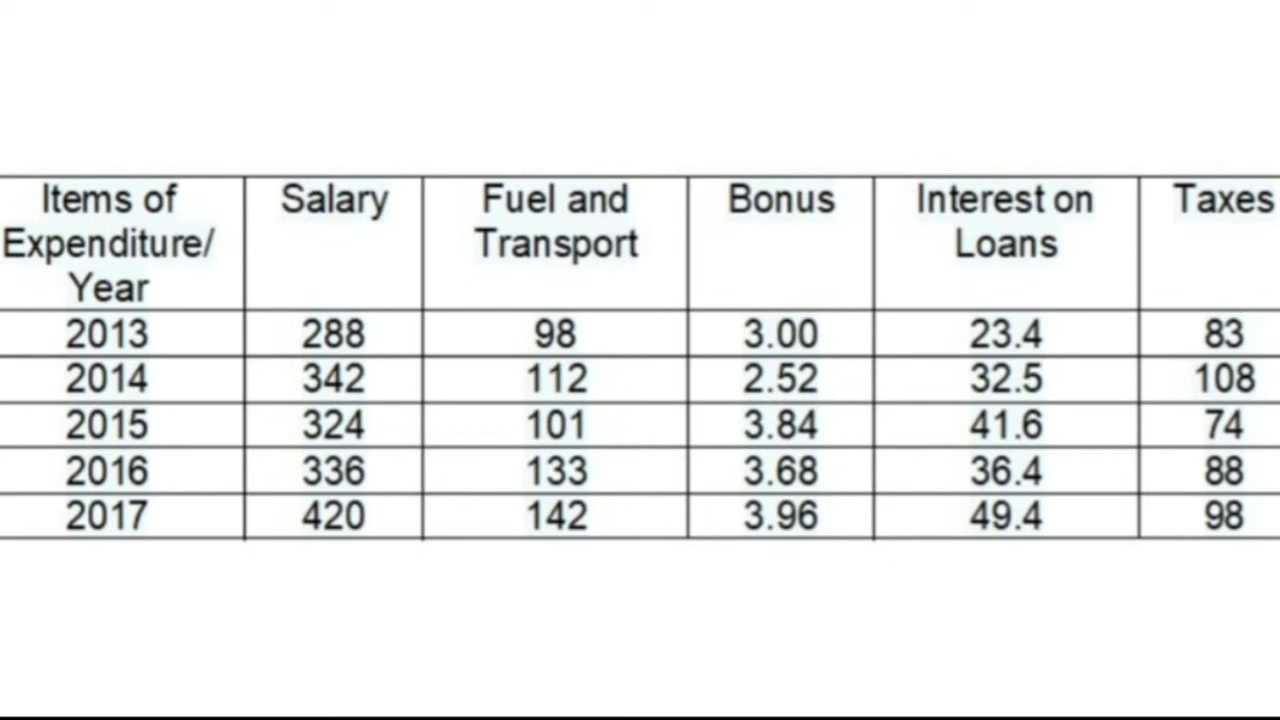 Items of Expenditure/ Year Salary Fuel and Transport Bonus Interest on Loans Taxes
2013 288 98 3.00 23.4 83
2014 342 112 2.52 32.5 108
2015 324 101 3.84 41.6 74
2016 336 133 3.68 36.4 88
2017 420 142 3.96 49.4 98